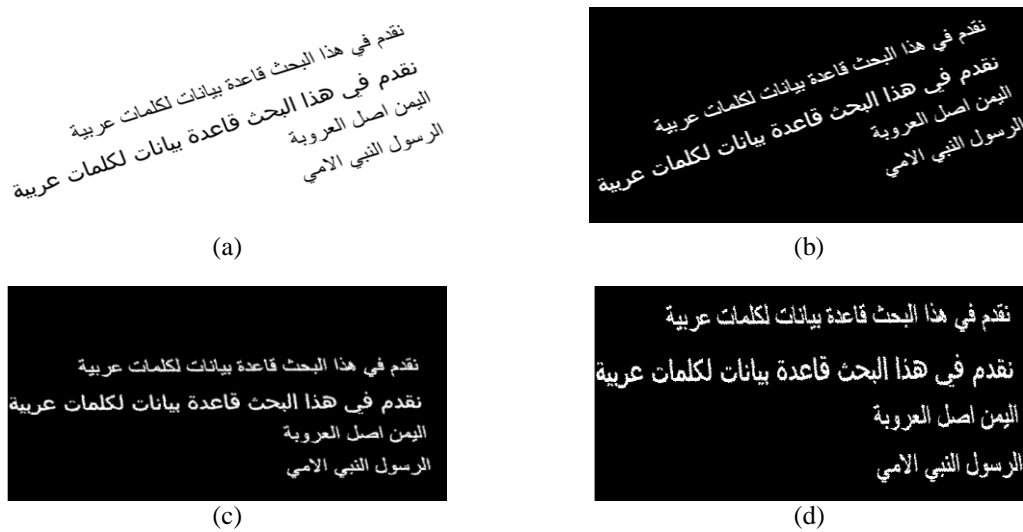 نقدم في هذا البحث قاعدة بيانات لكلمات عربية
نقدم في هذا البحث قاعدة بيانات لكلمات عربية
اليمن اصل العروبة
الرسول النبي الامي
(a)
نقدم في هذا البحث قاعدة بيانات لكلمات عربية
نقدم في هذا البحث قاعدة بيانات لكلمات عربية
اليمن اصل العروبة
الرسول النبي الامي
(b)
نقدم في هذا البحث قاعدة بيانات لكلمات عربية
نقدم في هذا البحث قاعدة بيانات لكلمات عربية
اليمن اصل العروبة
الرسول النبي الامي
(c)
نقدم في هذا البحث قاعدة بيانات لكلمات عربية
نقدم في هذا البحث قاعدة بيانات لكلمات عربية
اليمن اصل العروبة
الرسول النبي الامي
(d)